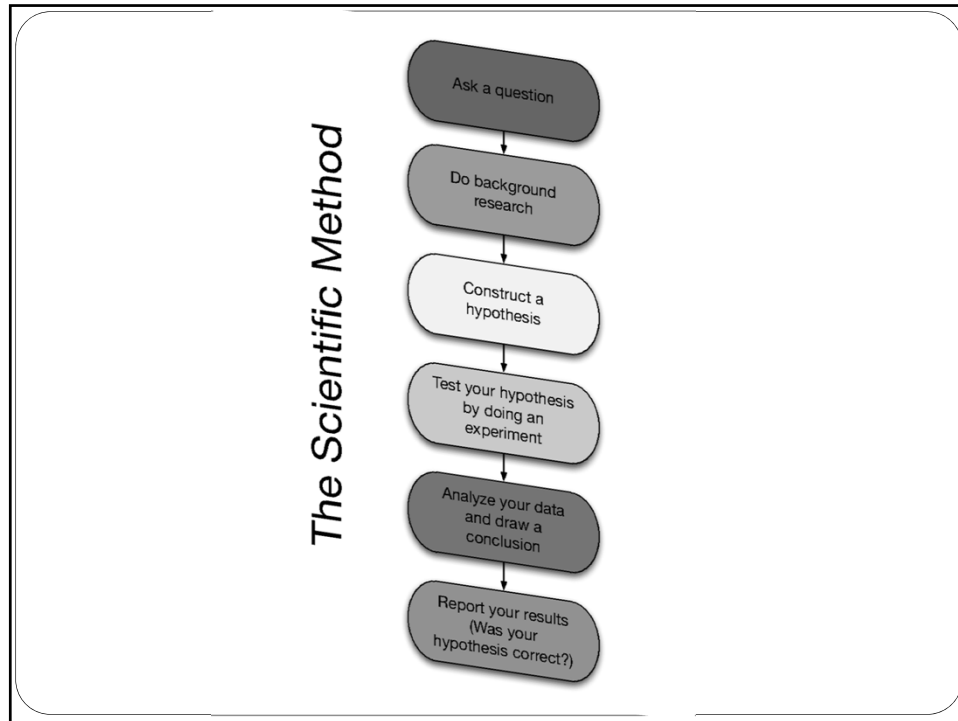 The Scientific Method
Ask a question
Do background
research
Construct a
hypothesis
Test your hypothesis
by doing an
experiment
Analyze your data
and draw a
conclusion
Report your results
(Was your
hypothesis correct?)